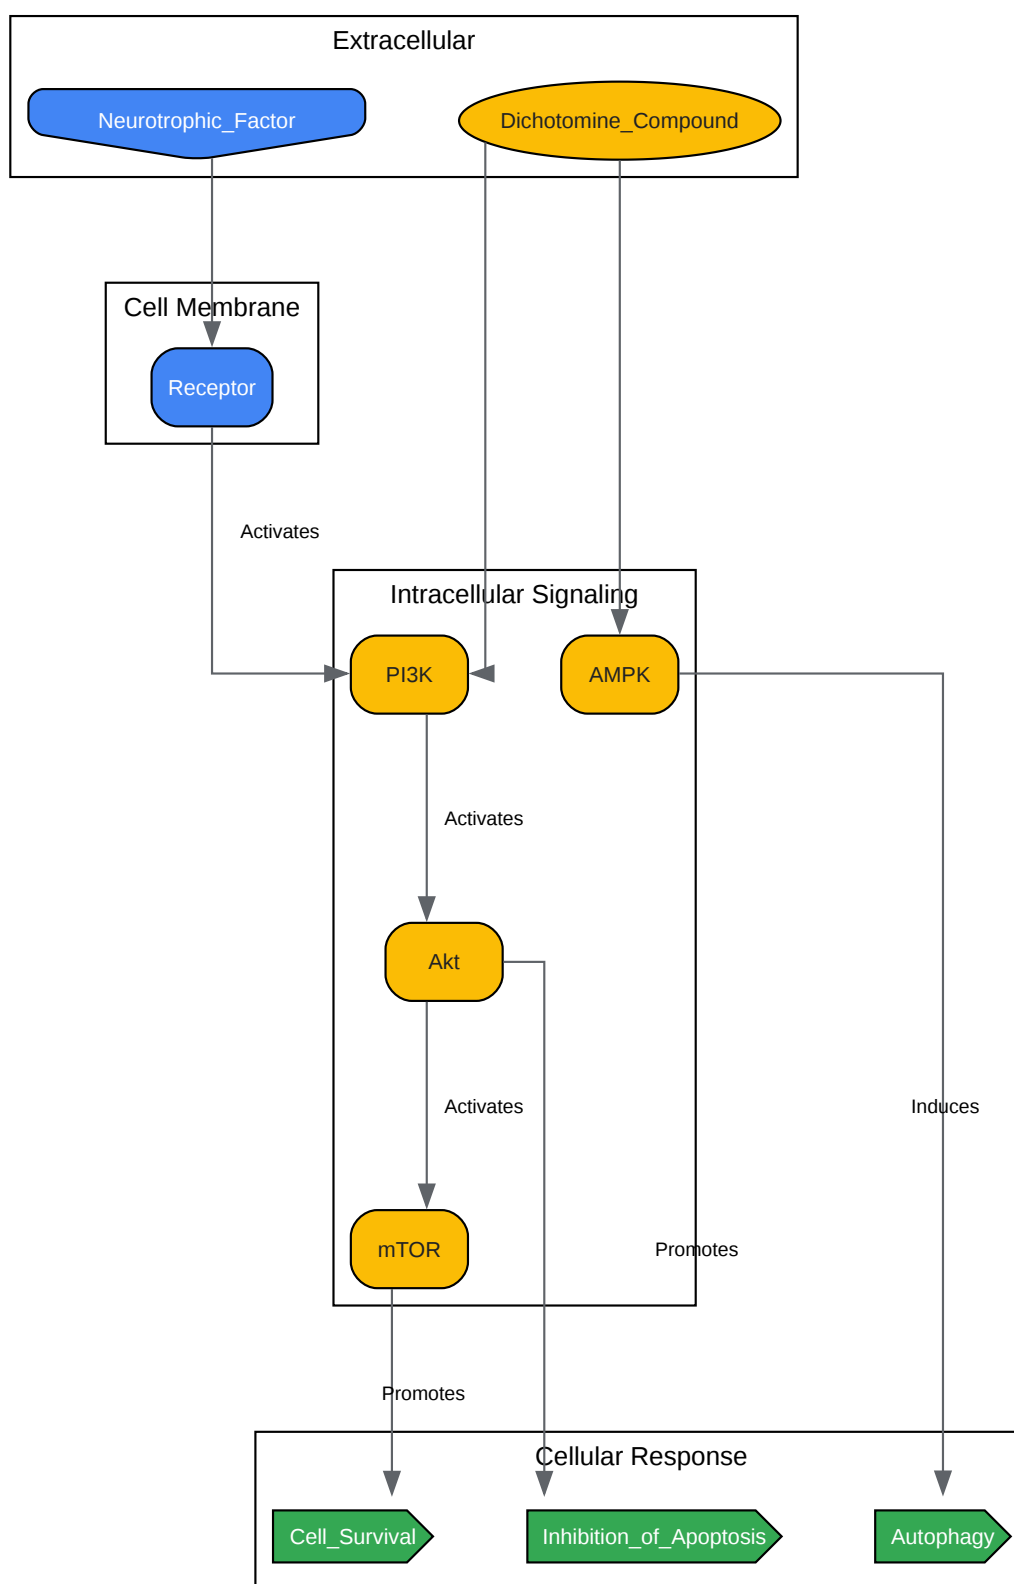 Extracellular
Neurotrophic_Factor
Dichotomine_Compound
Cell Membrane
Receptor
Activates
Intracellular Signaling
PI3K
AMPK
Activates
Akt
Activates
Induces
mTOR
Promotes
Promotes
Cellular Response
Cell_Survival
Inhibition_of_Apoptosis
Autophagy